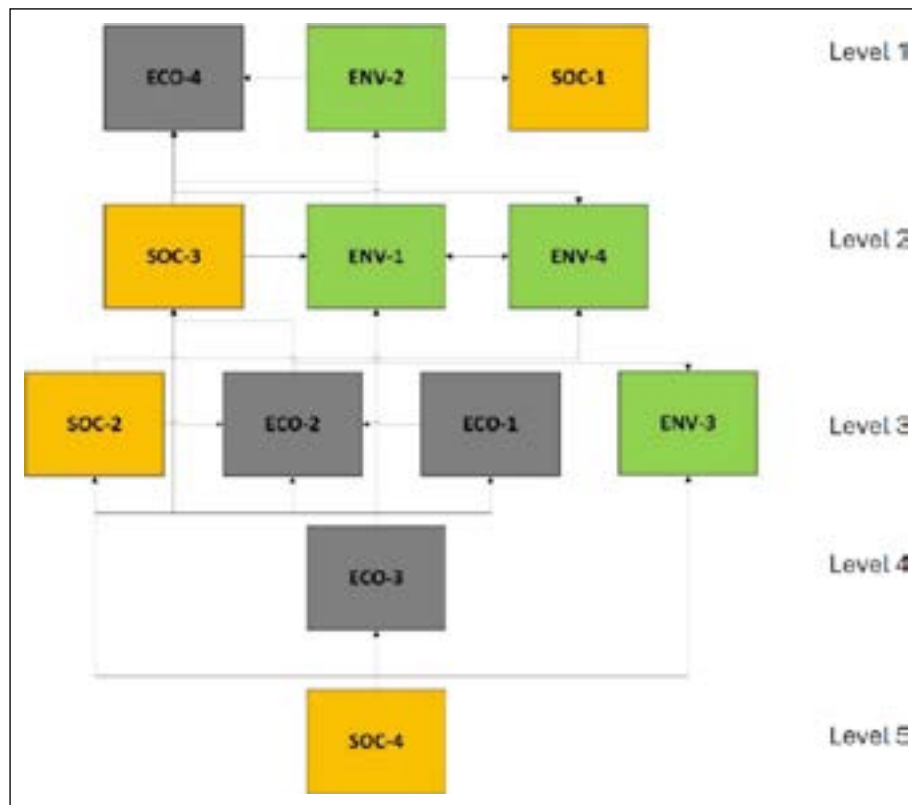 ECO-4 ENV-2 SOC-1 Level 1
SOC-3 ENV-1 ENV-4 Level 2
SOC-2 ECO-2 ECO-1 ENV-3 Level 3
ECO-3 Level 4
SOC-4 Level 5